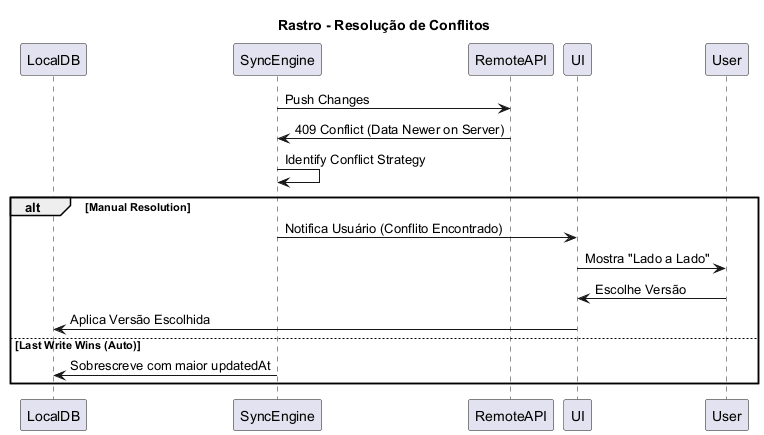 Rastro - Resolução de Conflitos
LocalDB SyncEngine RemoteAPI UI User
Push Changes
409 Conflict (Data Newer on Server)
Identify Conflict Strategy
alt [Manual Resolution]
Notifica Usuário (Conflito Encontrado)
Mostra "Lado a Lado"
Escolhe Versão
Aplica Versão Escolhida
[Last Write Wins (Auto)]
Sobrescreve com maior updatedAt
LocalDB SyncEngine RemoteAPI UI User